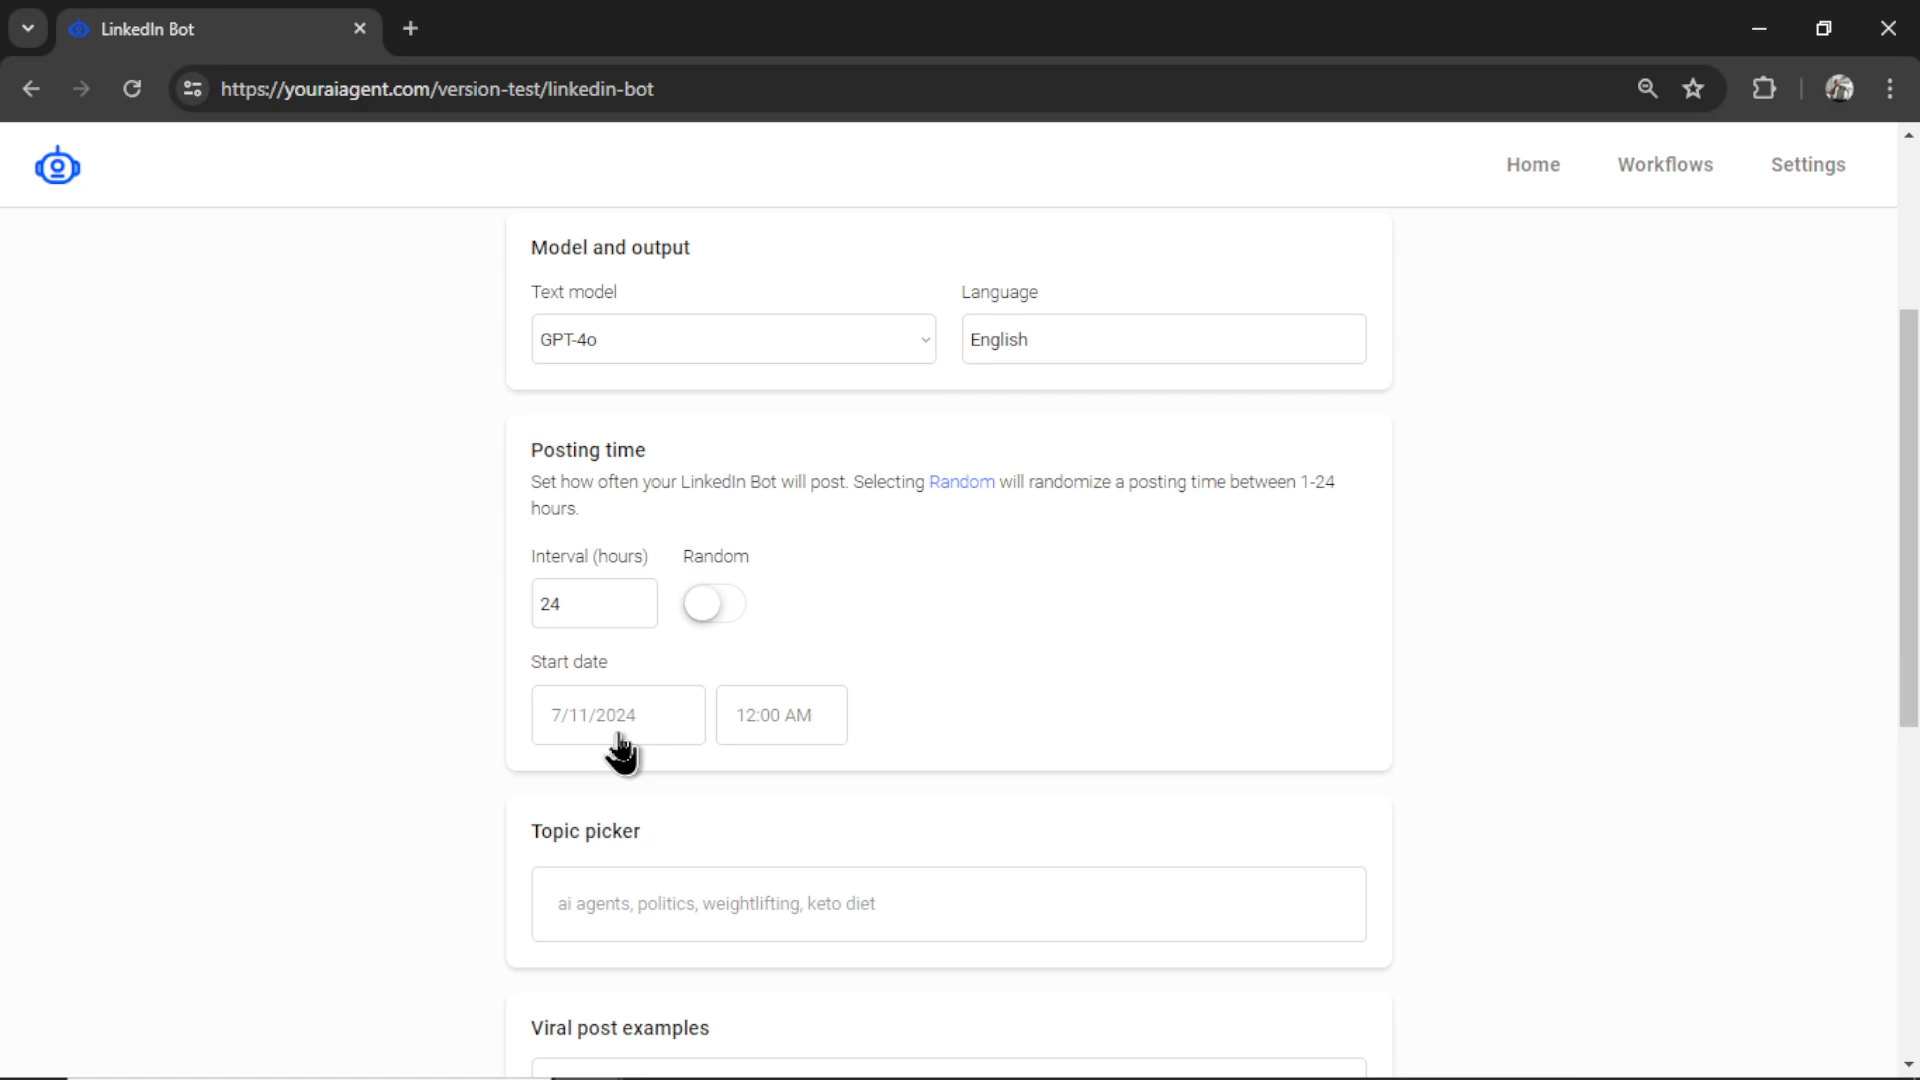 LinkedIn Bot
https://youraiagent.com/version-test/linkedin-bot
Home Workflows Settings
Model and output
Text model Language
GPT-4o English
Posting time
Set how often your LinkedIn Bot will post. Selecting Random will randomize a posting time between 1-24
hours.
Interval (hours) Random
24
Start date
7/11/2024 12:00 AM
Topic picker
ai agents, politics, weightlifting, keto diet
Viral post examples